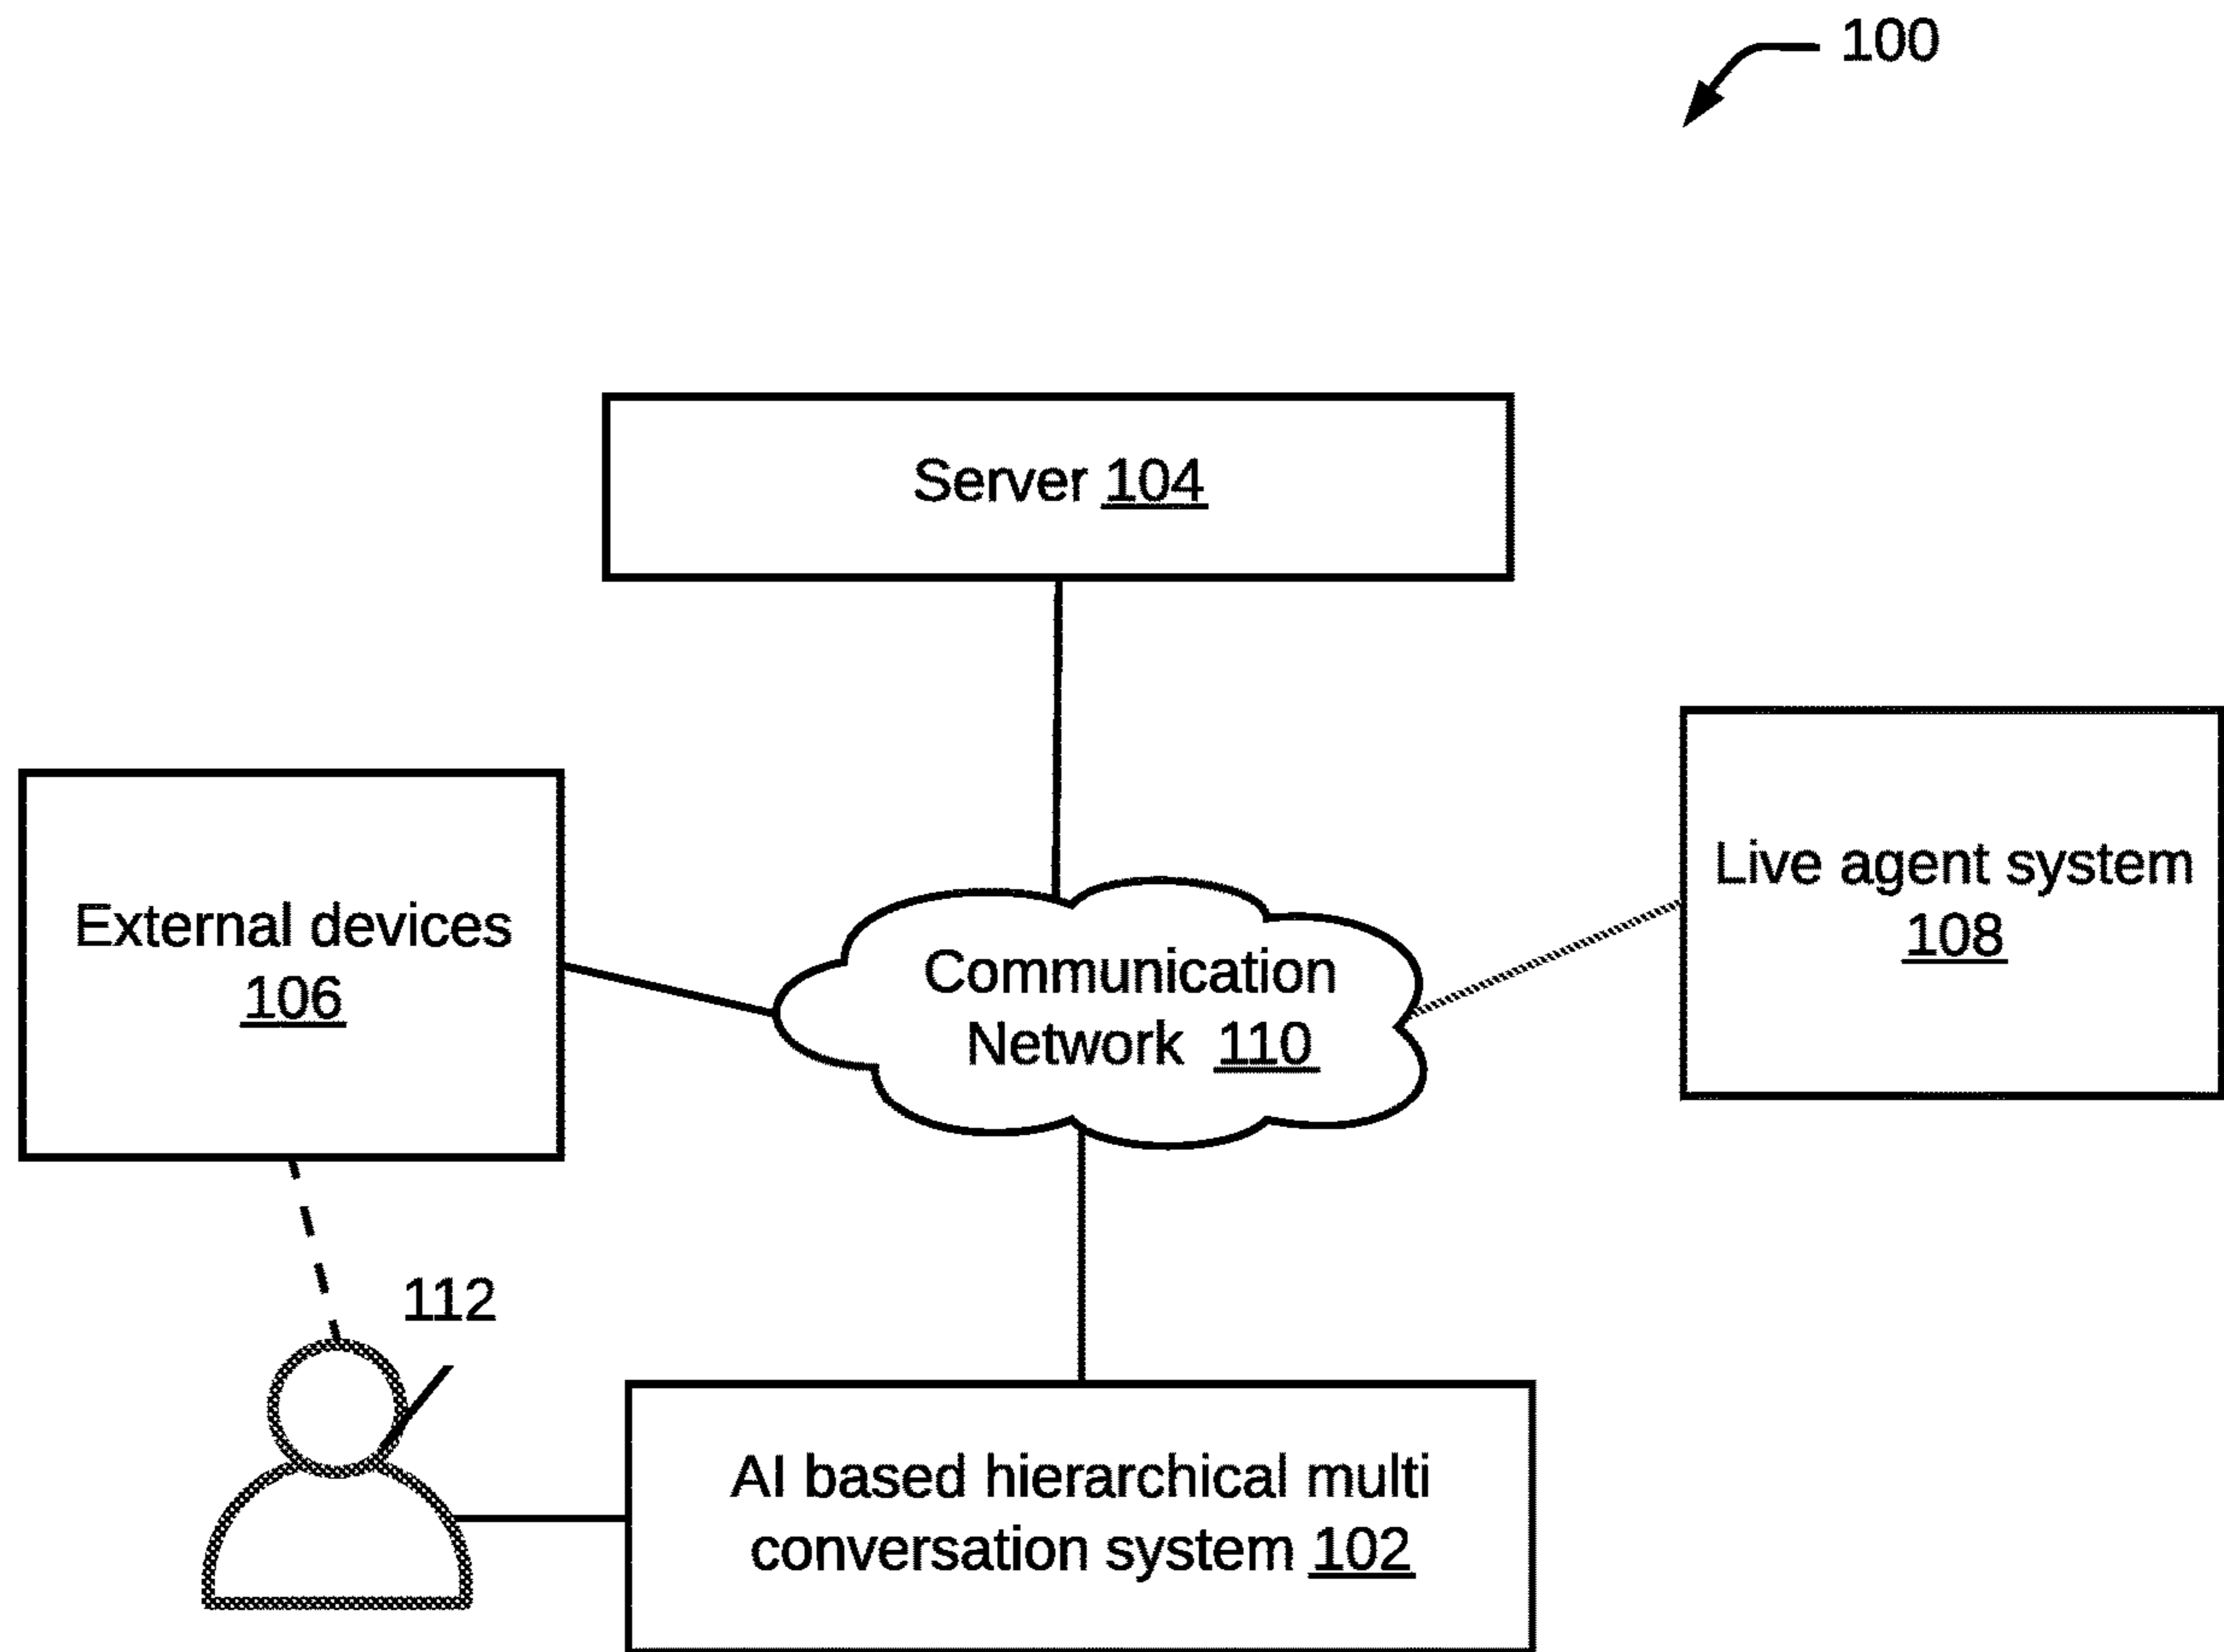 100
Server 104
Live agent system
108
External devices
106
Communication
Network 110
112
AI based hierarchical multi
conversation system 102